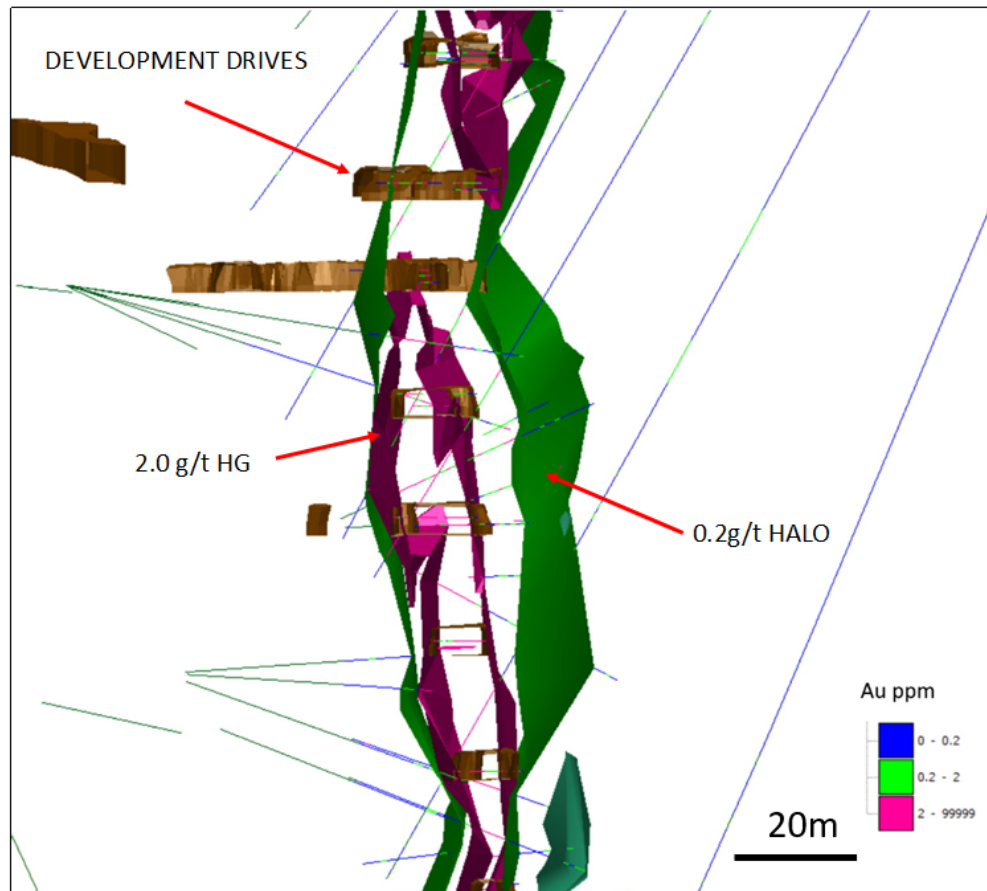 DEVELOPMENT DRIVES
2.0 g/t HG
0.2g/t HALO
Au ppm
0 - 0.2
0.2 - 2
2 - 99999
20m